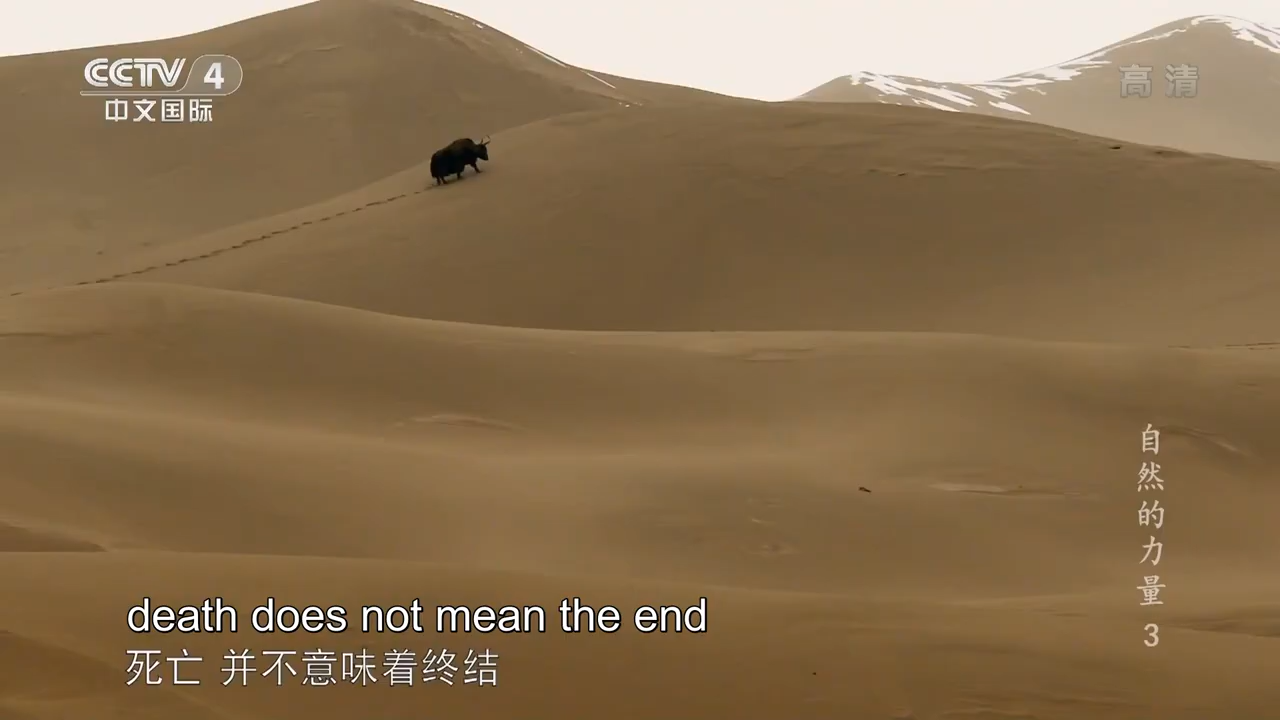 CCTV 4
中文国际
高清
自然的力量 3
death does not mean the end
死亡 并不意味着终结